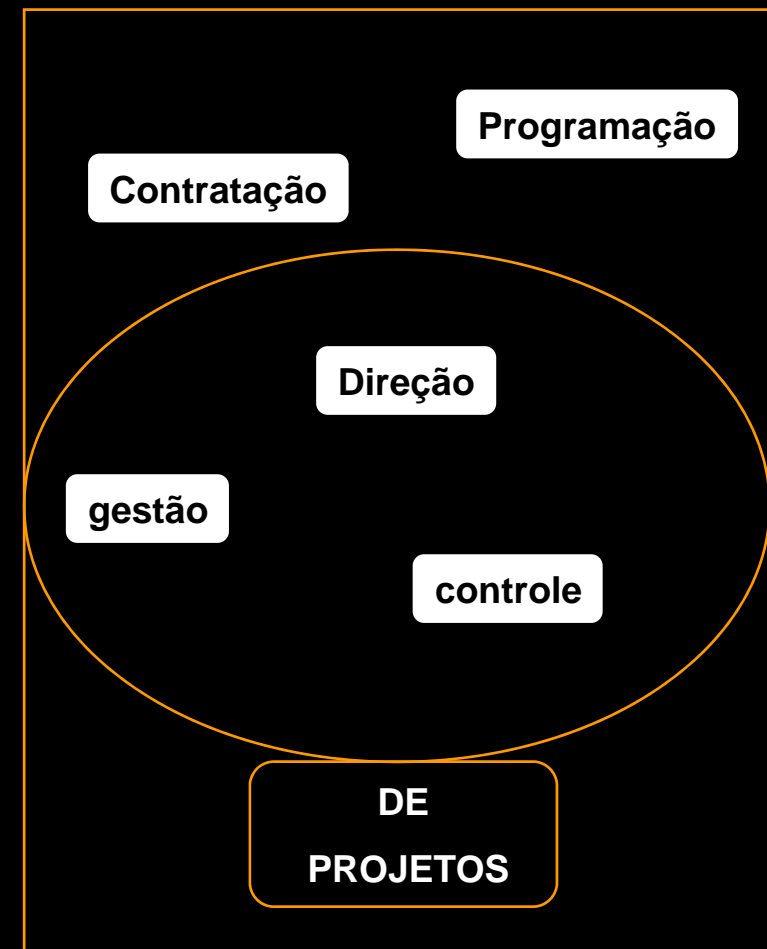 Programação
Contratação
Direção
gestão
controle
DE
PROJETOS